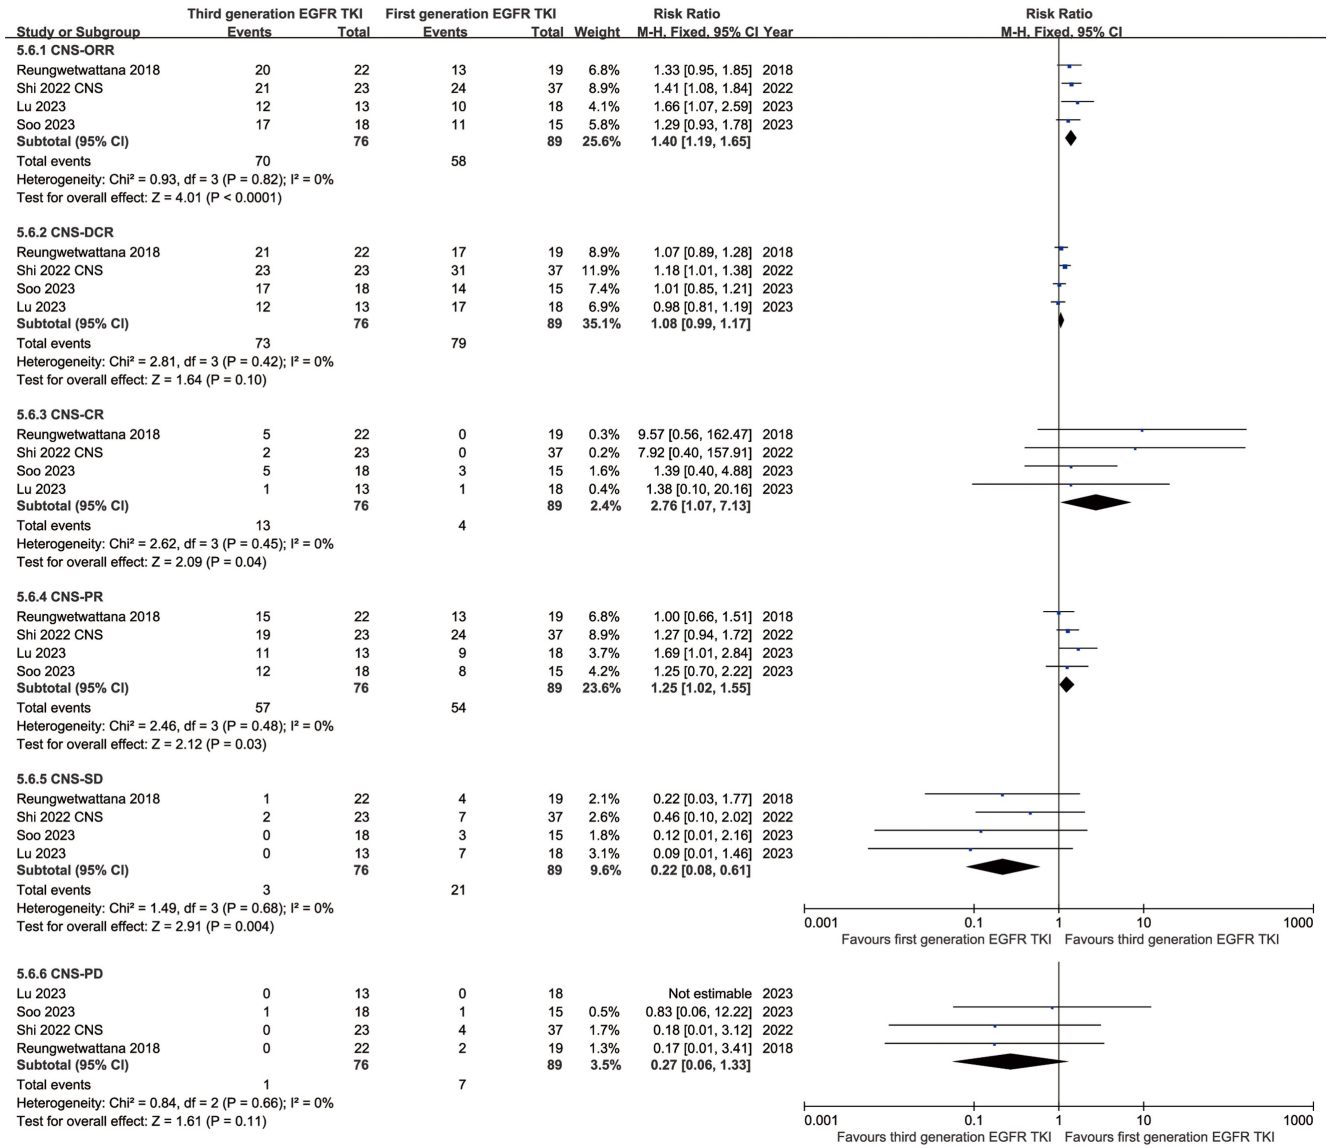 Third generation EGFR TKI First generation EGFR TKI Risk Ratio Risk Ratio
Study or Subgroup Events Total Events Total Weight M-H, Fixed, 95% CI Year M-H, Fixed, 95% CI
5.6.1 CNS-ORR
Reungwetwattana 2018 20 22 13 19 6.8% 1.33 [0.95, 1.85] 2018
Shi 2022 CNS 21 23 24 37 8.9% 1.41 [1.08, 1.84] 2022
Lu 2023 12 13 10 18 4.1% 1.66 [1.07, 2.59] 2023
Soo 2023 17 18 11 15 5.8% 1.29 [0.93, 1.78] 2023
Subtotal (95% CI) 76 89 25.6% 1.40 [1.19, 1.65]
Total events 70 58
Heterogeneity: Chi² = 0.93, df = 3 (P = 0.82); I² = 0%
Test for overall effect: Z = 4.01 (P < 0.0001)
5.6.2 CNS-DCR
Reungwetwattana 2018 21 22 17 19 8.9% 1.07 [0.89, 1.28] 2018
Shi 2022 CNS 23 23 31 37 11.9% 1.18 [1.01, 1.38] 2022
Soo 2023 17 18 14 15 7.4% 1.01 [0.85, 1.21] 2023
Lu 2023 12 13 17 18 6.9% 0.98 [0.81, 1.19] 2023
Subtotal (95% CI) 76 89 35.1% 1.08 [0.99, 1.17]
Total events 73 79
Heterogeneity: Chi² = 2.81, df = 3 (P = 0.42); I² = 0%
Test for overall effect: Z = 1.64 (P = 0.10)
5.6.3 CNS-CR
Reungwetwattana 2018 5 22 0 19 0.3% 9.57 [0.56, 162.47] 2018
Shi 2022 CNS 2 23 0 37 0.2% 7.92 [0.40, 157.91] 2022
Soo 2023 5 18 3 15 1.6% 1.39 [0.40, 4.88] 2023
Lu 2023 1 13 1 18 0.4% 1.38 [0.10, 20.16] 2023
Subtotal (95% CI) 76 89 2.4% 2.76 [1.07, 7.13]
Total events 13 4
Heterogeneity: Chi² = 2.62, df = 3 (P = 0.45); I² = 0%
Test for overall effect: Z = 2.09 (P = 0.04)
5.6.4 CNS-PR
Reungwetwattana 2018 15 22 13 19 6.8% 1.00 [0.66, 1.51] 2018
Shi 2022 CNS 19 23 24 37 8.9% 1.27 [0.94, 1.72] 2022
Lu 2023 11 13 9 18 3.7% 1.69 [1.01, 2.84] 2023
Soo 2023 12 18 8 15 4.2% 1.25 [0.70, 2.22] 2023
Subtotal (95% CI) 76 89 23.6% 1.25 [1.02, 1.55]
Total events 57 54
Heterogeneity: Chi² = 2.46, df = 3 (P = 0.48); I² = 0%
Test for overall effect: Z = 2.12 (P = 0.03)
5.6.5 CNS-SD
Reungwetwattana 2018 1 22 4 19 2.1% 0.22 [0.03, 1.77] 2018
Shi 2022 CNS 2 23 7 37 2.6% 0.46 [0.10, 2.02] 2022
Soo 2023 0 18 3 15 1.8% 0.12 [0.01, 2.16] 2023
Lu 2023 0 13 7 18 3.1% 0.09 [0.01, 1.46] 2023
Subtotal (95% CI) 76 89 9.6% 0.22 [0.08, 0.61]
Total events 3 21
Heterogeneity: Chi² = 1.49, df = 3 (P = 0.68); I² = 0%
Test for overall effect: Z = 2.91 (P = 0.004)
0.001 0.1 1 10 1000
Favours first generation EGFR TKI Favours third generation EGFR TKI
5.6.6 CNS-PD
Lu 2023 0 13 0 18 Not estimable 2023
Soo 2023 1 18 1 15 0.5% 0.83 [0.06, 12.22] 2023
Shi 2022 CNS 0 23 4 37 1.7% 0.18 [0.01, 3.12] 2022
Reungwetwattana 2018 0 22 2 19 1.3% 0.17 [0.01, 3.41] 2018
Subtotal (95% CI) 76 89 3.5% 0.27 [0.06, 1.33]
Total events 1 7
Heterogeneity: Chi² = 0.84, df = 2 (P = 0.66); I² = 0%
Test for overall effect: Z = 1.61 (P = 0.11)
0.001 0.1 1 10 1000
Favours third generation EGFR TKI Favours first generation EGFR TKI